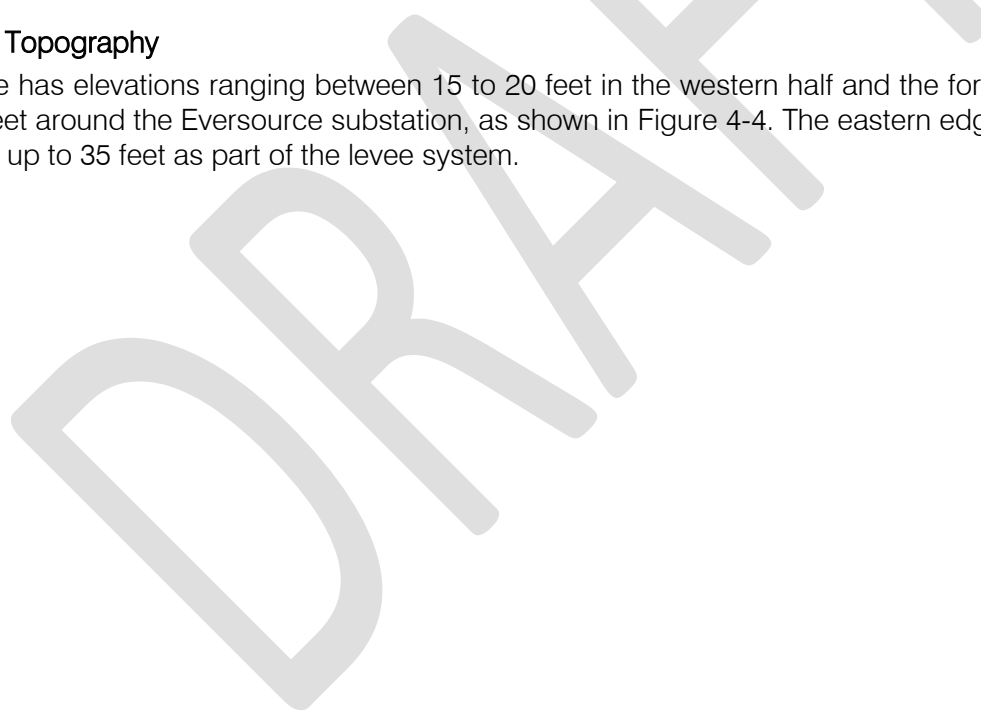 Topography
e has elevations ranging between 15 to 20 feet in the western half and the for
eet around the Eversource substation, as shown in Figure 4-4. The eastern edg
up to 35 feet as part of the levee system.
DRAF